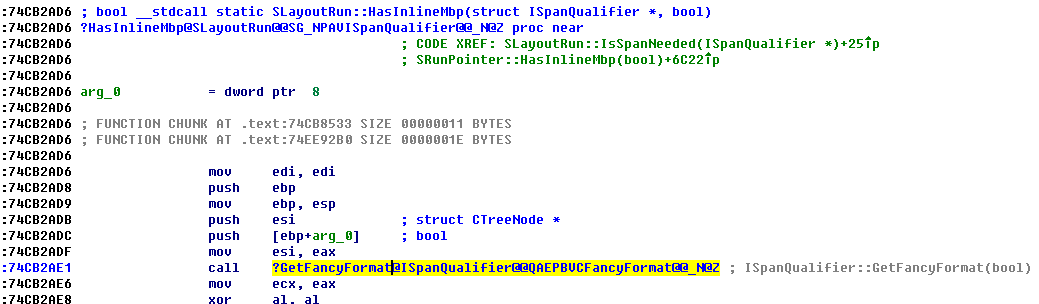 :74CB2AD6 ; bool __stdcall static SLayoutRun::HasInlineMbp(struct ISpanQualifier *, bool)
:74CB2AD6 ?HasInlineMbp@SLayoutRun@@SG_NPAVISpanQualifier@@_N@Z proc near
:74CB2AD6 ; CODE XREF: SLayoutRun::IsSpanNeeded(ISpanQualifier *)+25↑p
:74CB2AD6 ; SRunPointer::HasInlineMbp(bool)+6C22↑p
:74CB2AD6
:74CB2AD6 arg_0 = dword ptr 8
:74CB2AD6
:74CB2AD6 ; FUNCTION CHUNK AT .text:74CB8533 SIZE 00000011 BYTES
:74CB2AD6 ; FUNCTION CHUNK AT .text:74EE92B0 SIZE 0000001E BYTES
:74CB2AD6
:74CB2AD6 mov edi, edi
:74CB2AD8 push ebp
:74CB2AD9 mov ebp, esp
:74CB2ADB push esi ; struct CTreeNode *
:74CB2ADC push [ebp+arg_0] ; bool
:74CB2ADF mov esi, eax
:74CB2AE1 call ?GetFancyFormat@ISpanQualifier@@QAEPBVCFancyFormat@@_N@Z ; ISpanQualifier::GetFancyFormat(bool)
:74CB2AE6 mov ecx, eax
:74CB2AE8 xor al, al